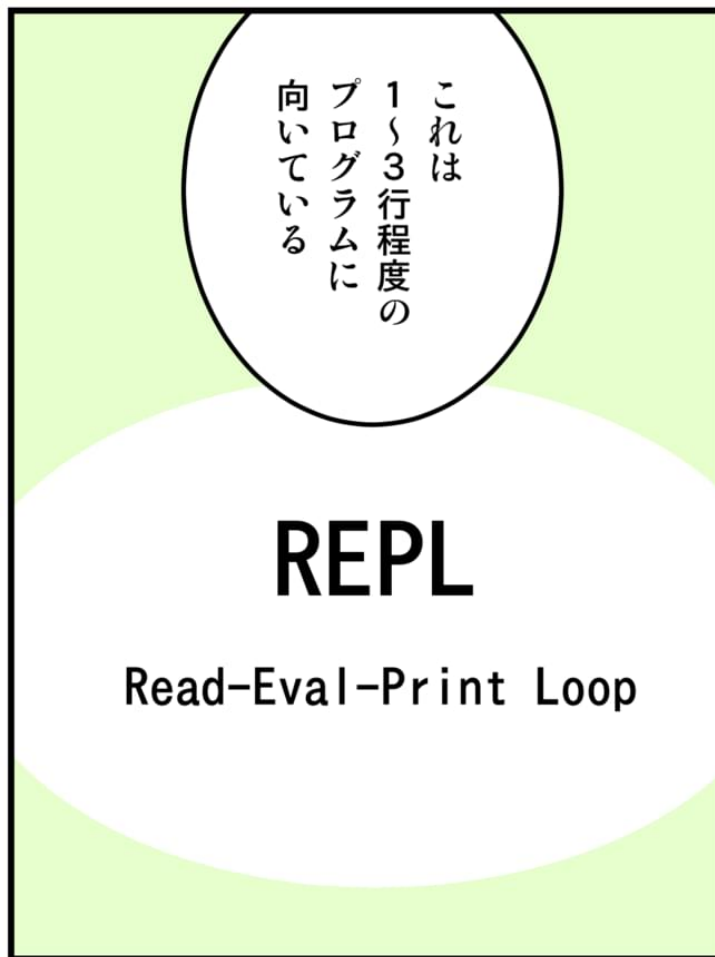 これは
1〜3行程度の
プログラムに
向いている
REPL
Read-Eval-Print Loop